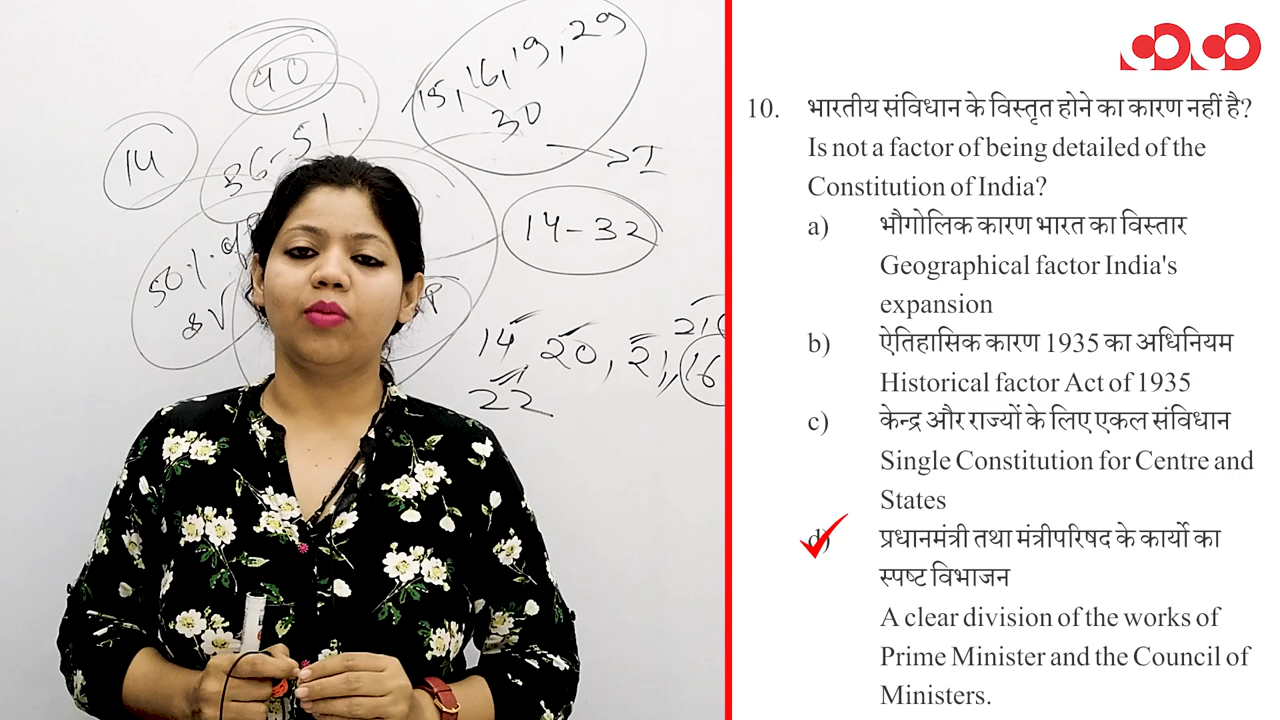 40
15, 16, 19, 29
30
I
14
36-51
14-32
50%
14, 20, 21, 16
22
10. भारतीय संविधान के विस्तृत होने का कारण नहीं है?
Is not a factor of being detailed of the
Constitution of India?
a) भौगोलिक कारण भारत का विस्तार
Geographical factor India's
expansion
b) ऐतिहासिक कारण 1935 का अधिनियम
Historical factor Act of 1935
c) केन्द्र और राज्यों के लिए एकल संविधान
Single Constitution for Centre and
States
d) प्रधानमंत्री तथा मंत्रीपरिषद के कार्यो का
स्पष्ट विभाजन
A clear division of the works of
Prime Minister and the Council of
Ministers.